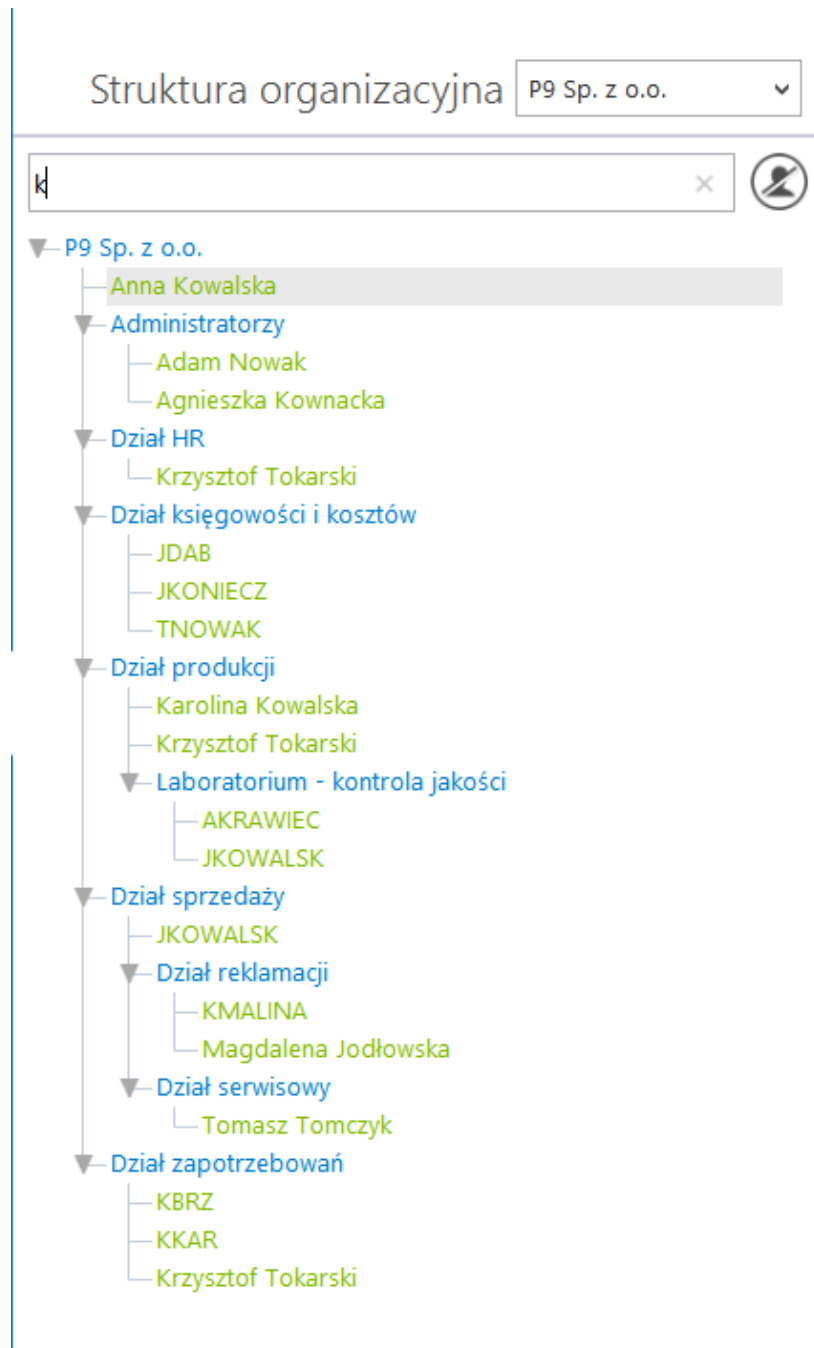 Struktura organizacyjna P9 Sp. z o.o.
k
P9 Sp. z o.o.
Anna Kowalska
Administratorzy
Adam Nowak
Agnieszka Kownacka
Dział HR
Krzysztof Tokarski
Dział księgowości i kosztów
JDAB
JKONIECZ
TNOWAK
Dział produkcji
Karolina Kowalska
Krzysztof Tokarski
Laboratorium - kontrola jakości
AKRAWIEC
JKOWALSK
Dział sprzedaży
JKOWALSK
Dział reklamacji
KMALINA
Magdalena Jodłowska
Dział serwisowy
Tomasz Tomczyk
Dział zapotrzebowań
KBRZ
KKAR
Krzysztof Tokarski